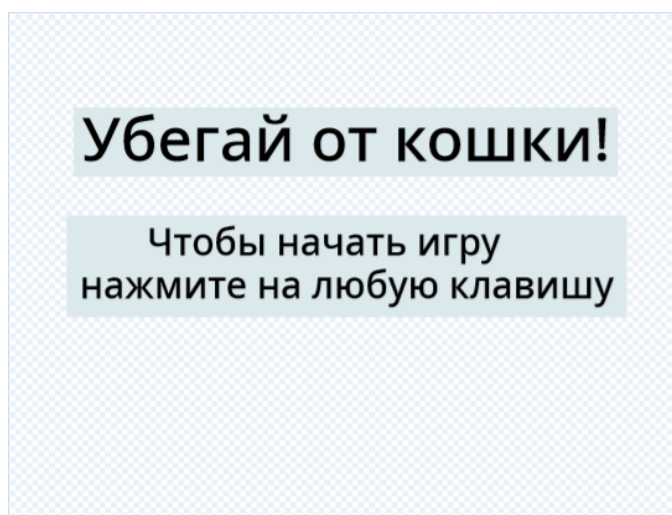 Убегай от кошки!
Чтобы начать игру
нажмите на любую клавишу